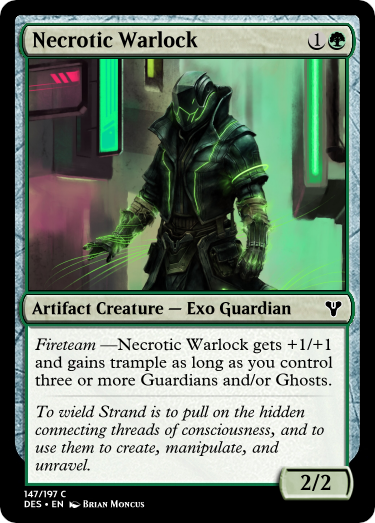 Necrotic Warlock 1
Artifact Creature — Exo Guardian
Fireteam —Necrotic Warlock gets +1/+1
and gains trample as long as you control
three or more Guardians and/or Ghosts.
To wield Strand is to pull on the hidden
connecting threads of consciousness, and to
use them to create, manipulate, and
unravel.
2/2
147/197 C
DES • EN Brian Moncus